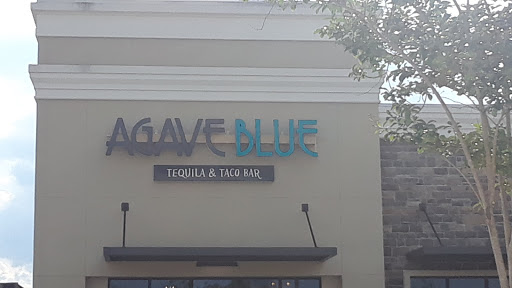 AGAVE BLUE
TEQUILA & TACO BAR